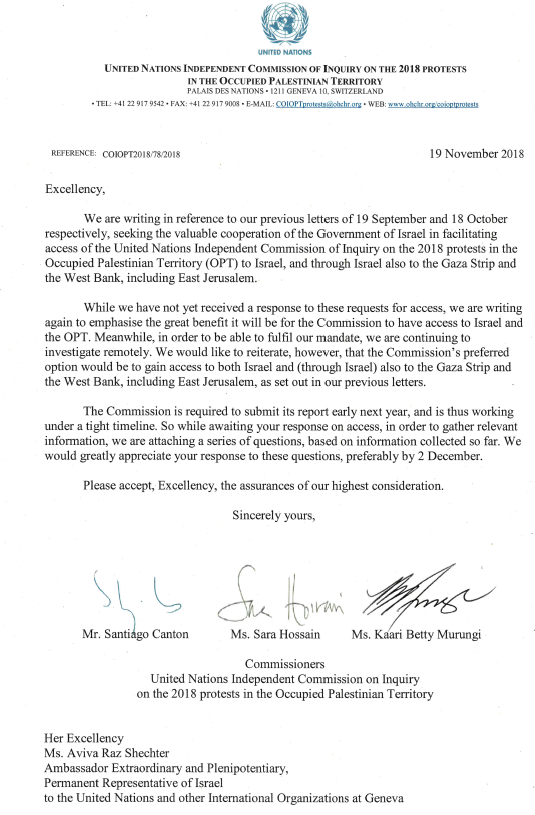 UNITED NATIONS
UNITED NATIONS INDEPENDENT COMMISSION OF INQUIRY ON THE 2018 PROTESTS
IN THE OCCUPIED PALESTINIAN TERRITORY
PALAIS DES NATIONS • 1211 GENEVA 10, SWITZERLAND
• TEL: +41 22 917 9542 • FAX: +41 22 917 9008 • E-MAIL: COIOPTprotests@ohchr.org • WEB: www.ohchr.org/coioptprotests
REFERENCE: COIOPT2018/78/2018
19 November 2018
Excellency,
We are writing in reference to our previous letters of 19 September and 18 October
respectively, seeking the valuable cooperation of the Government of Israel in facilitating
access of the United Nations Independent Commission of Inquiry on the 2018 protests in the
Occupied Palestinian Territory (OPT) to Israel, and through Israel also to the Gaza Strip and
the West Bank, including East Jerusalem.
While we have not yet received a response to these requests for access, we are writing
again to emphasise the great benefit it will be for the Commission to have access to Israel and
the OPT. Meanwhile, in order to be able to fulfil our mandate, we are continuing to
investigate remotely. We would like to reiterate, however, that the Commission's preferred
option would be to gain access to both Israel and (through Israel) also to the Gaza Strip and
the West Bank, including East Jerusalem, as set out in our previous letters.
The Commission is required to submit its report early next year, and is thus working
under a tight timeline. So while awaiting your response on access, in order to gather relevant
information, we are attaching a series of questions, based on information collected so far. We
would greatly appreciate your response to these questions, preferably by 2 December.
Please accept, Excellency, the assurances of our highest consideration.
Sincerely yours,
Sara Hossain
Mr. Santiago Canton Ms. Sara Hossain Ms. Kaari Betty Murungi
Commissioners
United Nations Independent Commission on Inquiry
on the 2018 protests in the Occupied Palestinian Territory
Her Excellency
Ms. Aviva Raz Shechter
Ambassador Extraordinary and Plenipotentiary,
Permanent Representative of Israel
to the United Nations and other International Organizations at Geneva